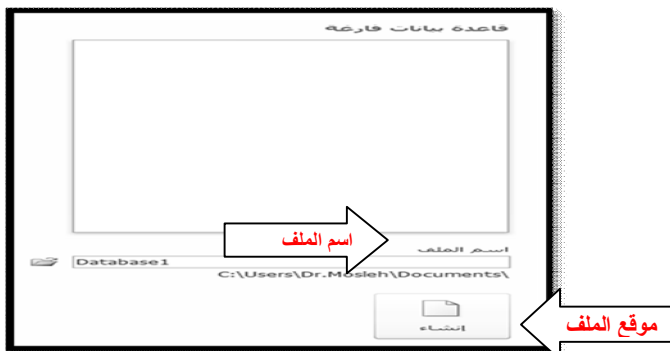 قاعدة بيانات فارغة
اسم الملف
اسم الملف
Database1
C:\Users\Dr.Mosleh\Documents\
إنشاء
موقع الملف